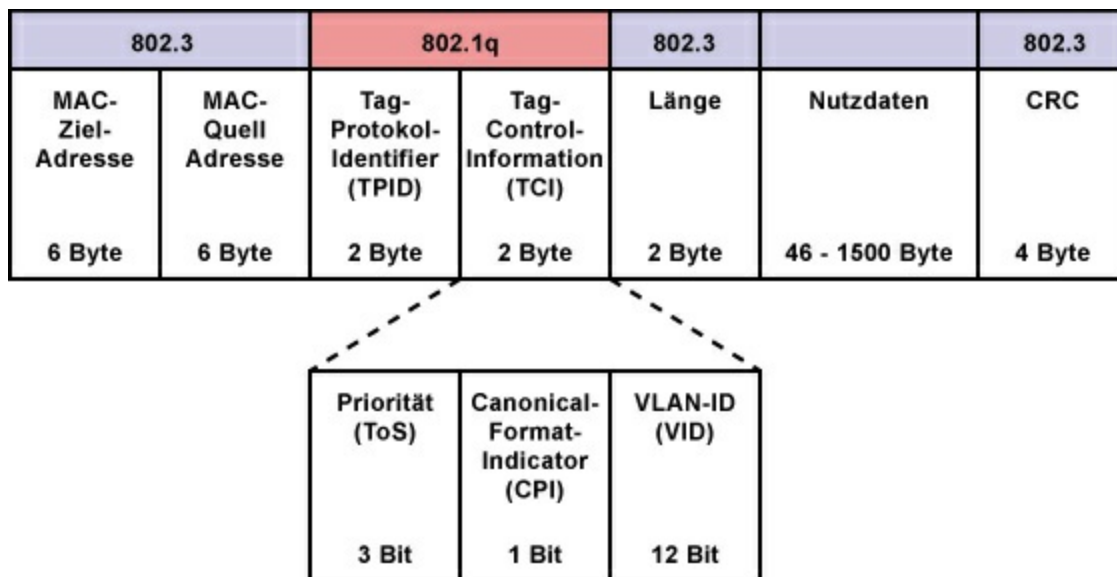 802.3
802.1q
802.3
802.3
MAC-
Ziel-
Adresse
6 Byte
MAC-
Quell
Adresse
6 Byte
Tag-
Protokol-
Identifier
(TPID)
2 Byte
Tag-
Control-
Information
(TCI)
2 Byte
Länge
2 Byte
Nutzdaten
46 - 1500 Byte
CRC
4 Byte
Priorität
(ToS)
3 Bit
Canonical-
Format-
Indicator
(CPI)
1 Bit
VLAN-ID
(VID)
12 Bit